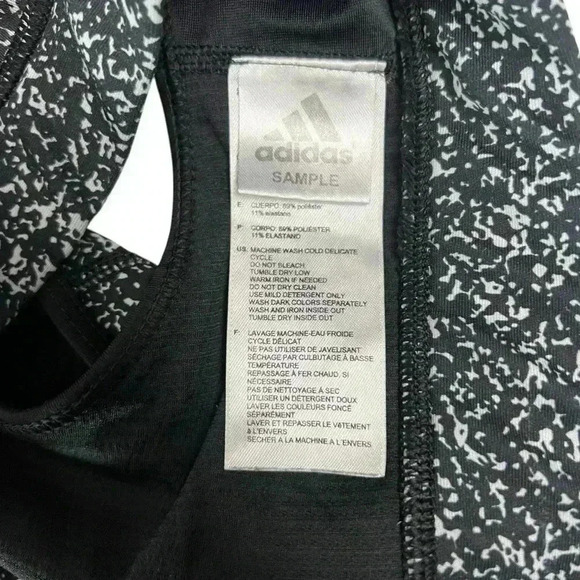 adidas
SAMPLE
E: CUERPO: 89% poliéster
11% elastano
P: CORPO: 89% POLIÉSTER
11% ELASTANO
US: MACHINE WASH COLD DELICATE
CYCLE
DO NOT BLEACH
TUMBLE DRY LOW
WARM IRON IF NEEDED
DO NOT DRY CLEAN
USE MILD DETERGENT ONLY
WASH DARK COLORS SEPARATELY
WASH AND IRON INSIDE OUT
TUMBLE DRY INSIDE OUT
F: LAVAGE MACHINE-EAU FROIDE
CYCLE DÉLICAT
NE PAS UTILISER DE JAVELISANT
SÉCHAGE PAR CULBUTAGE À BASSE
TEMPÉRATURE
REPASSAGE À FER CHAUD, SI
NÉCESSAIRE
PAS DE NETTOYAGE À SEC
UTILISER UN DÉTERGENT DOUX
LAVER LES COULEURS FONCÉ
SÉPARÉMENT
LAVER ET REPASSER LE VÊTEMENT
À L'ENVERS
SÉCHER À LA MACHINE À L'ENVERS